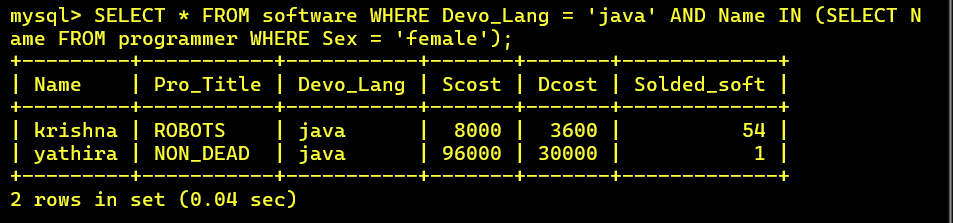 mysql> SELECT * FROM software WHERE Devo_Lang = 'java' AND Name IN (SELECT N
ame FROM programmer WHERE Sex = 'female');
+---------+-----------+-----------+-------+-------+-------------+
| Name    | Pro_Title | Devo_Lang | Scost | Dcost | Solded_soft |
+---------+-----------+-----------+-------+-------+-------------+
| krishna | ROBOTS    | java      |  8000 |  3600 |          54 |
| yathira | NON_DEAD  | java      | 96000 | 30000 |           1 |
+---------+-----------+-----------+-------+-------+-------------+
2 rows in set (0.04 sec)